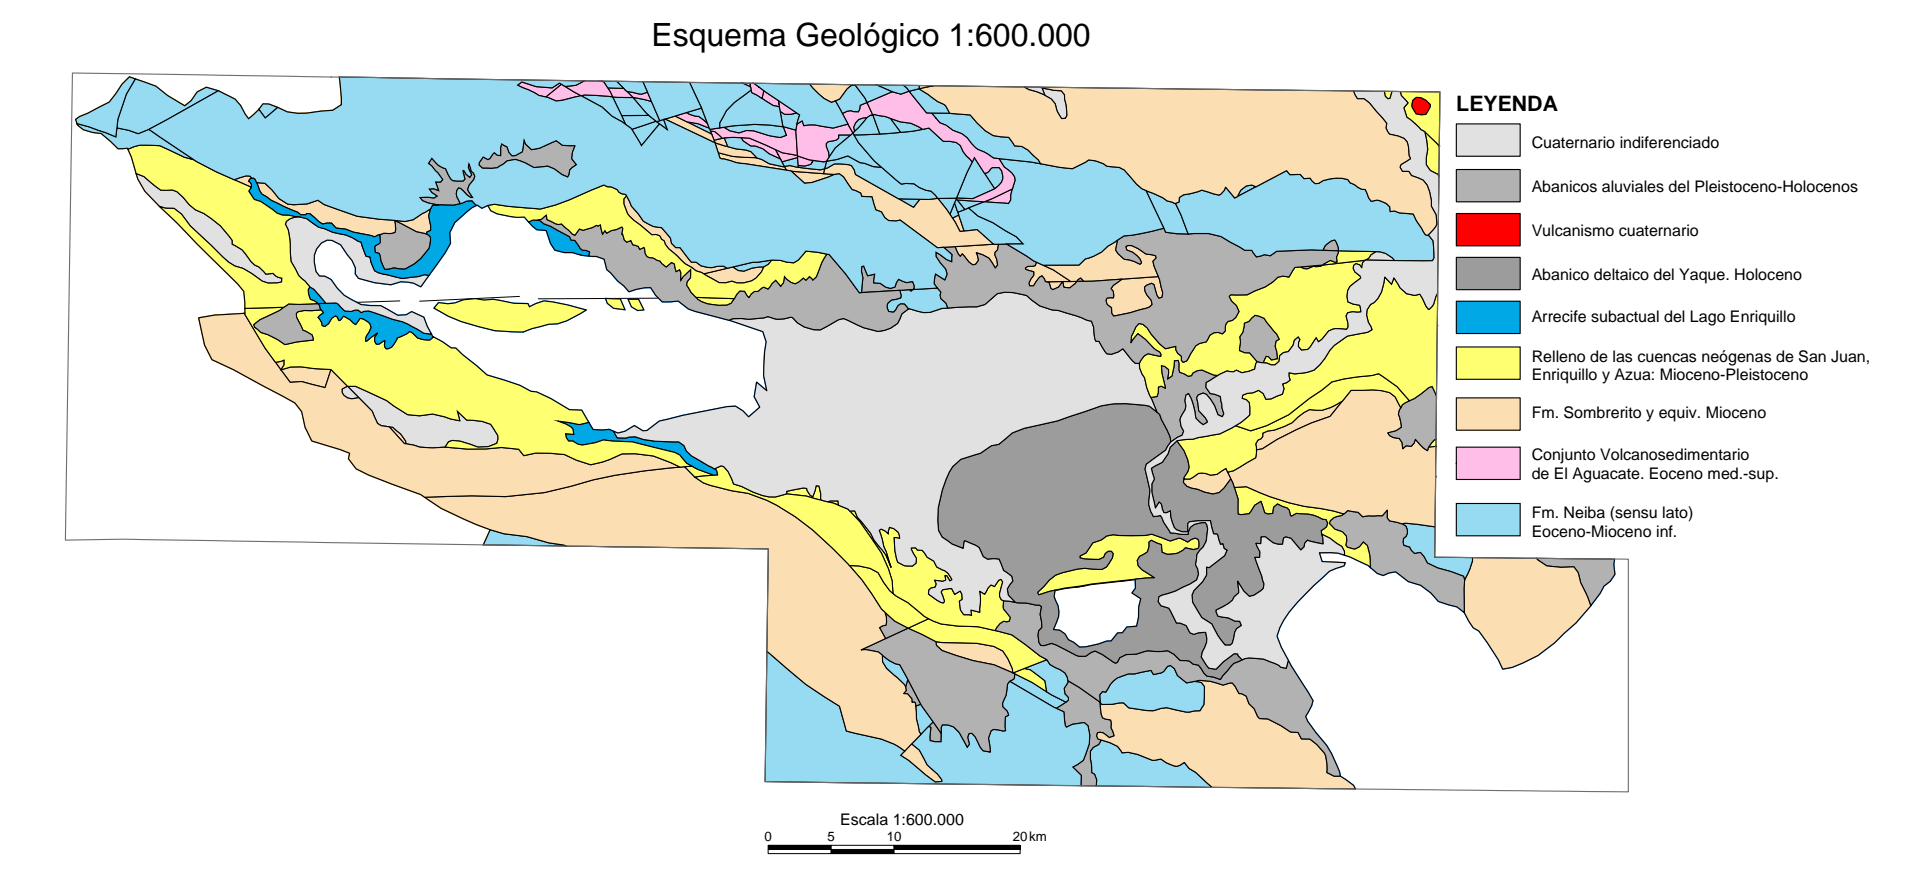 Esquema Geológico 1:600.000
LEYENDA
Cuaternario indiferenciado
Abanicos aluviales del Pleistoceno-Holocenos
Vulcanismo cuaternario
Abanico deltaico del Yaque. Holoceno
Arrecife subactual del Lago Enriquillo
Relleno de las cuencas neógenas de San Juan,
Enriquillo y Azua: Mioceno-Pleistoceno
Fm. Sombrerito y equiv. Mioceno
Conjunto Volcanosedimentario
de El Aguacate. Eoceno med.-sup.
Fm. Neiba (sensu lato)
Eoceno-Mioceno inf.
Escala 1:600.000
0 5 10 20 km